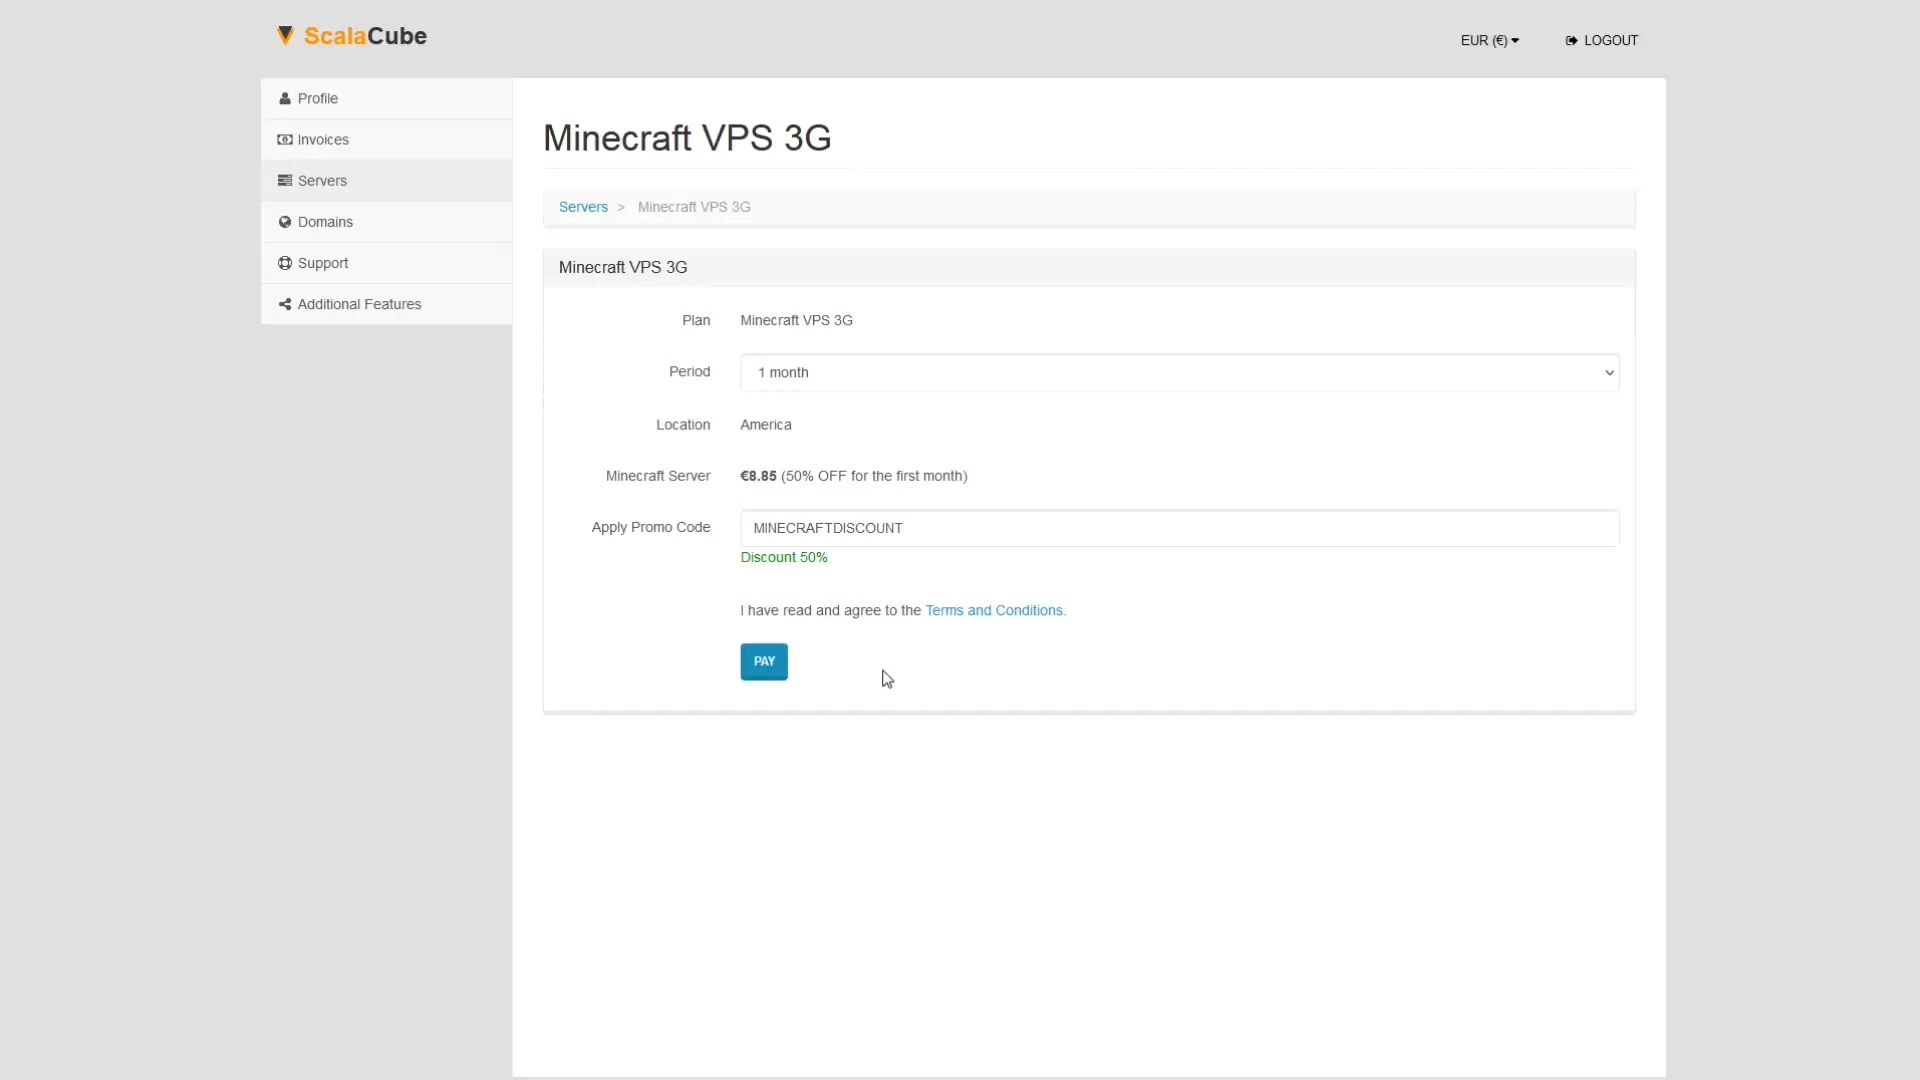 ScalaCube
EUR (€)
LOGOUT
Profile
Invoices
Servers
Domains
Support
Additional Features
Minecraft VPS 3G
Servers > Minecraft VPS 3G
Minecraft VPS 3G
Plan Minecraft VPS 3G
Period 1 month
Location America
Minecraft Server €8.85 (50% OFF for the first month)
Apply Promo Code MINECRAFTDISCOUNT
Discount 50%
I have read and agree to the Terms and Conditions.
PAY